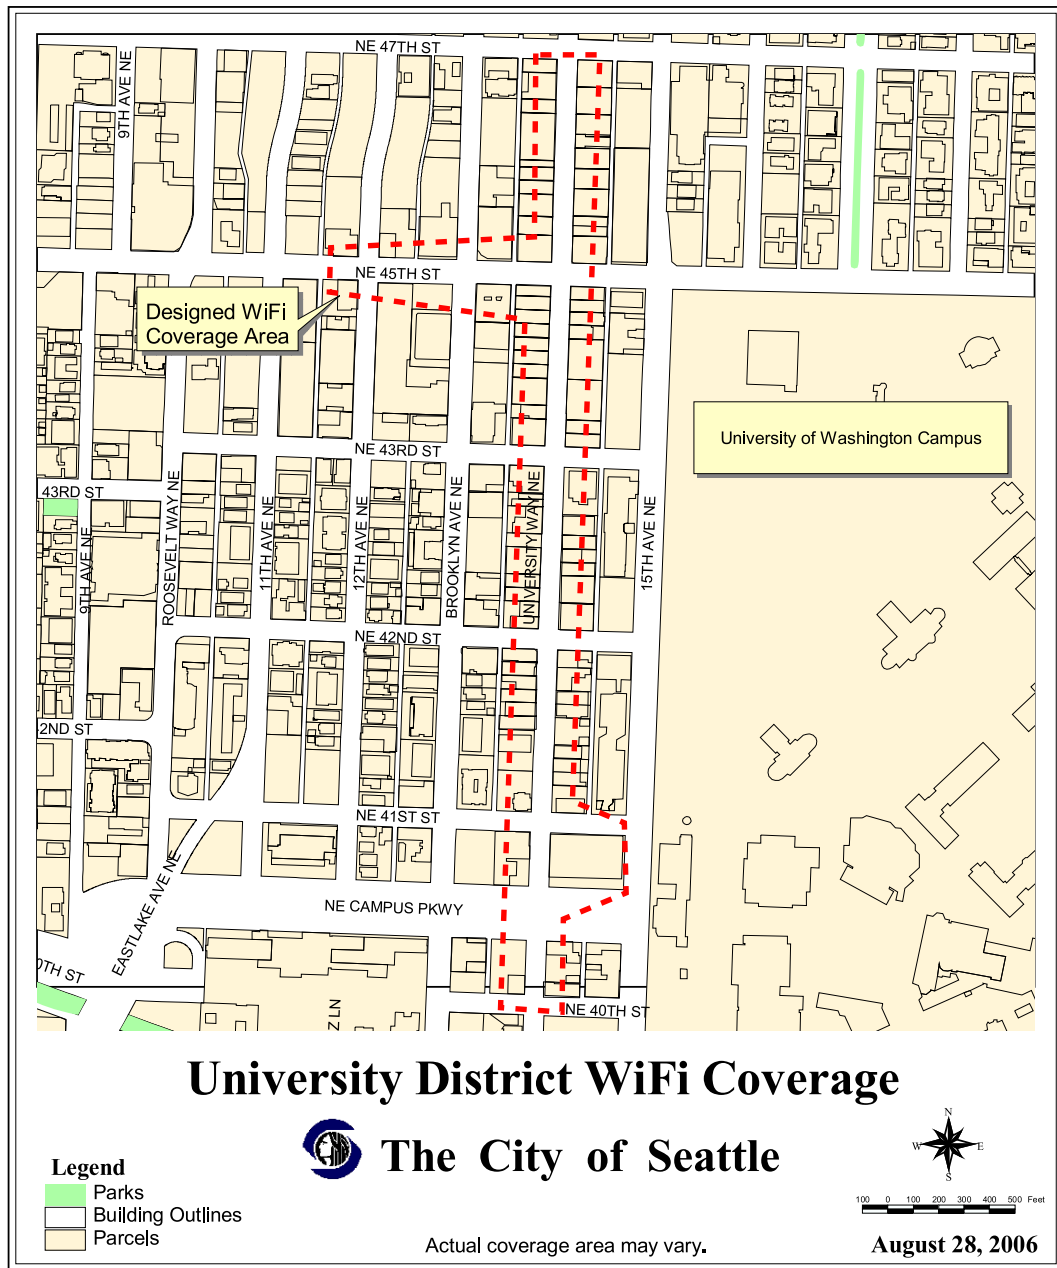 NE 47TH ST
9TH AVE NE
NE 45TH ST
Designed WiFi
Coverage Area
University of Washington Campus
NE 43RD ST
43RD ST
9TH AVE NE
ROOSEVELT WAY NE
11TH AVE NE
12TH AVE NE
BROOKLYN AVE NE
UNIVERSITY WAY NE
15TH AVE NE
NE 42ND ST
2ND ST
NE 41ST ST
EASTLAKE AVE NE
NE CAMPUS PKWY
0TH ST
Z LN
NE 40TH ST
University District WiFi Coverage
The City of Seattle
N
W
E
S
Legend
Parks
Building Outlines
Parcels
100 0 100 200 300 400 500 Feet
Actual coverage area may vary.
August 28, 2006